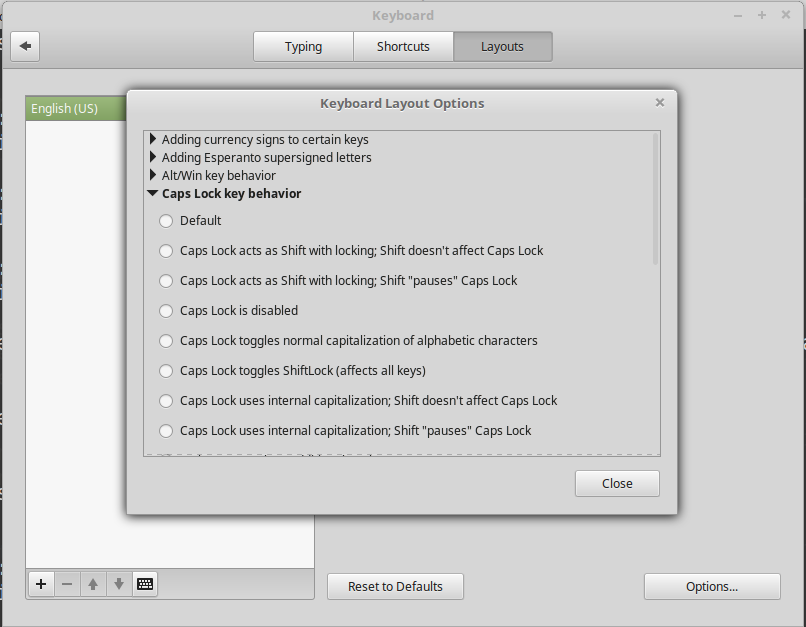 Keyboard
Typing
Shortcuts
Layouts
English (US)
Keyboard Layout Options
Adding currency signs to certain keys
Adding Esperanto supersigned letters
Alt/Win key behavior
Caps Lock key behavior
Default
Caps Lock acts as Shift with locking; Shift doesn't affect Caps Lock
Caps Lock acts as Shift with locking; Shift "pauses" Caps Lock
Caps Lock is disabled
Caps Lock toggles normal capitalization of alphabetic characters
Caps Lock toggles ShiftLock (affects all keys)
Caps Lock uses internal capitalization; Shift doesn't affect Caps Lock
Caps Lock uses internal capitalization; Shift "pauses" Caps Lock
Close
Reset to Defaults
Options...